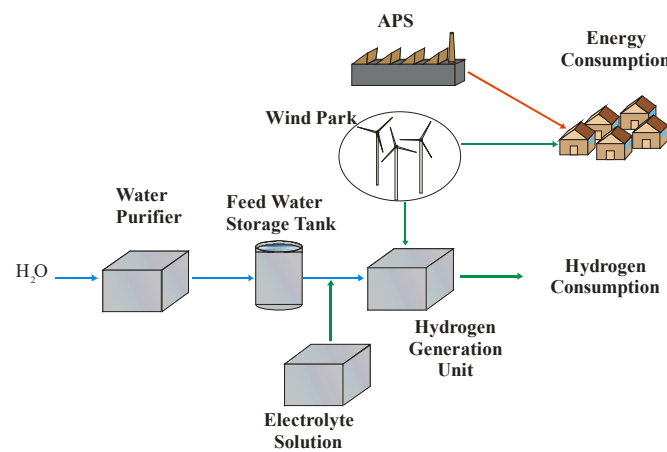 APS
Energy
Consumption
Wind Park
Water
Purifier
Feed Water
Storage Tank
H₂O
Hydrogen
Consumption
Hydrogen
Generation
Unit
Electrolyte
Solution